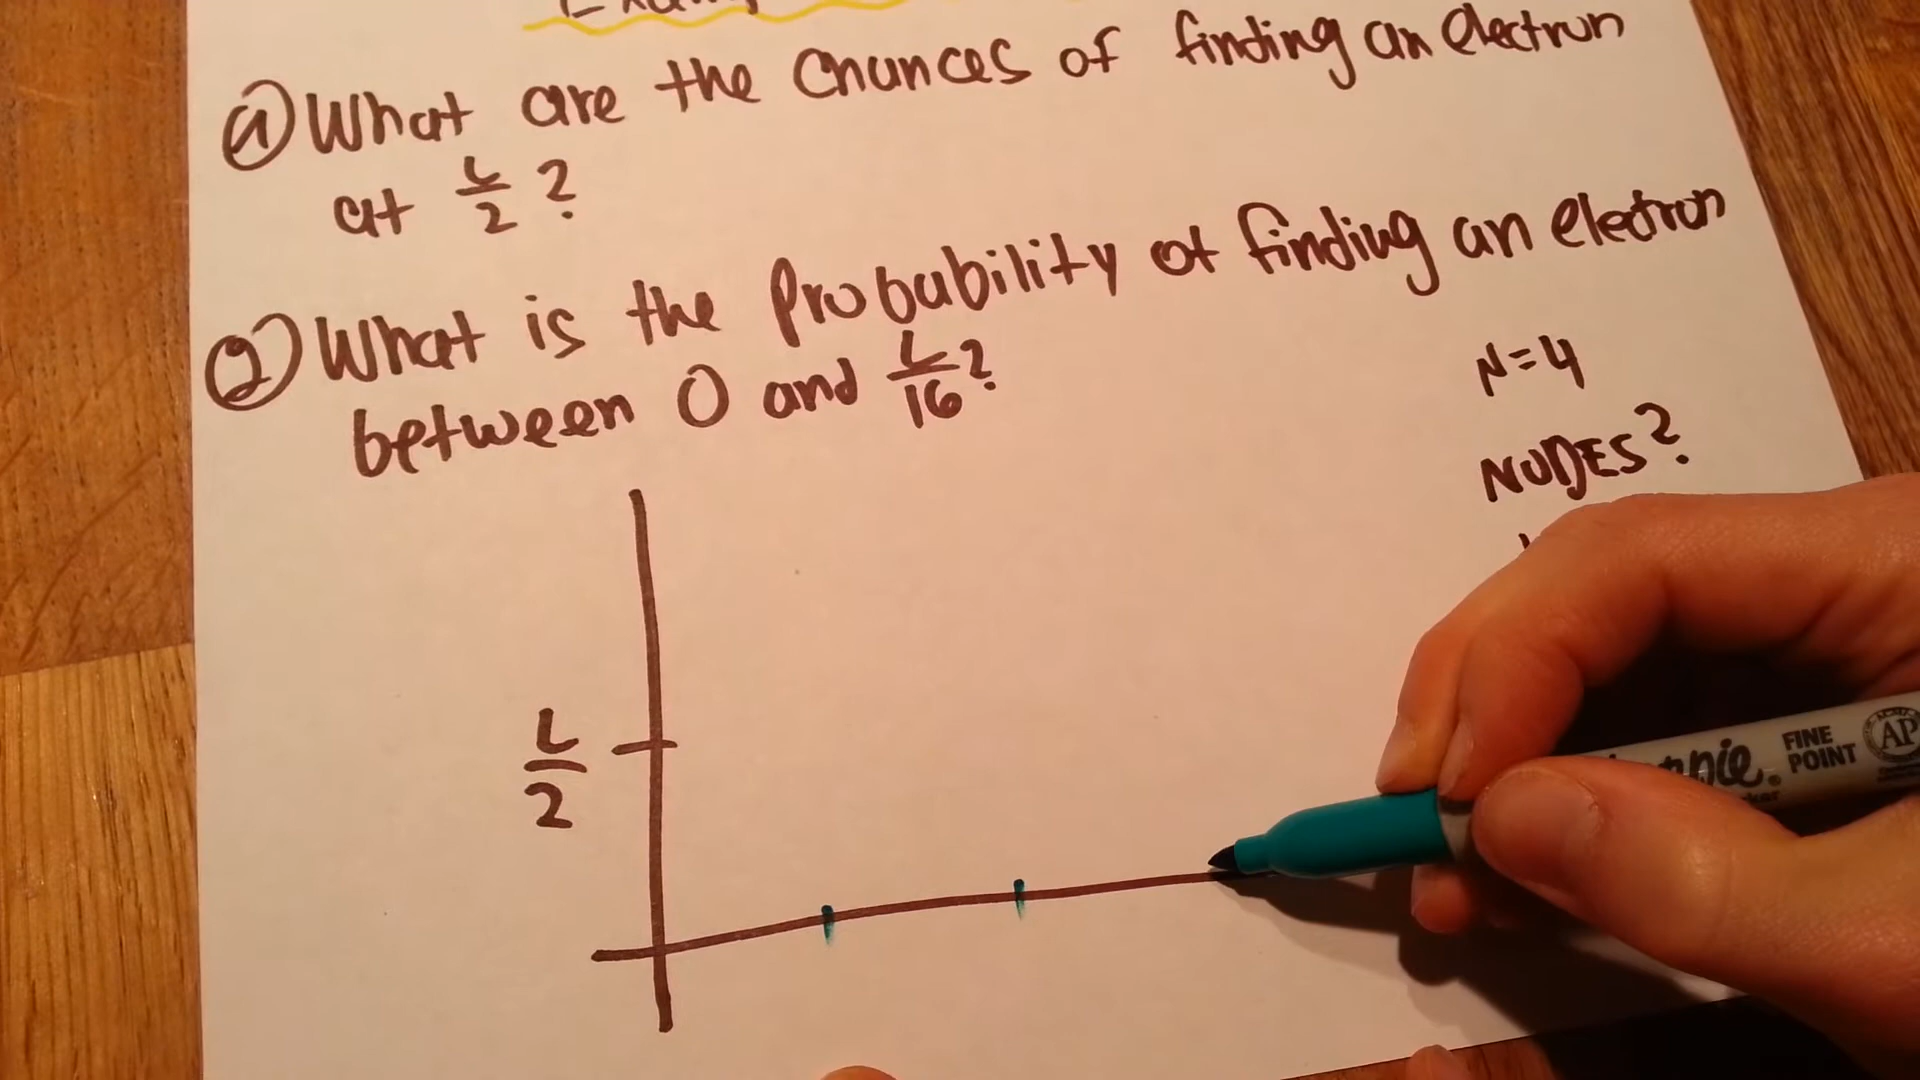 a) What are the chances of finding an electron
at L/2 ?
2) What is the probability of finding an electron
between 0 and L/16?
N=4
NODES?
L/2
FINE
POINT
AP